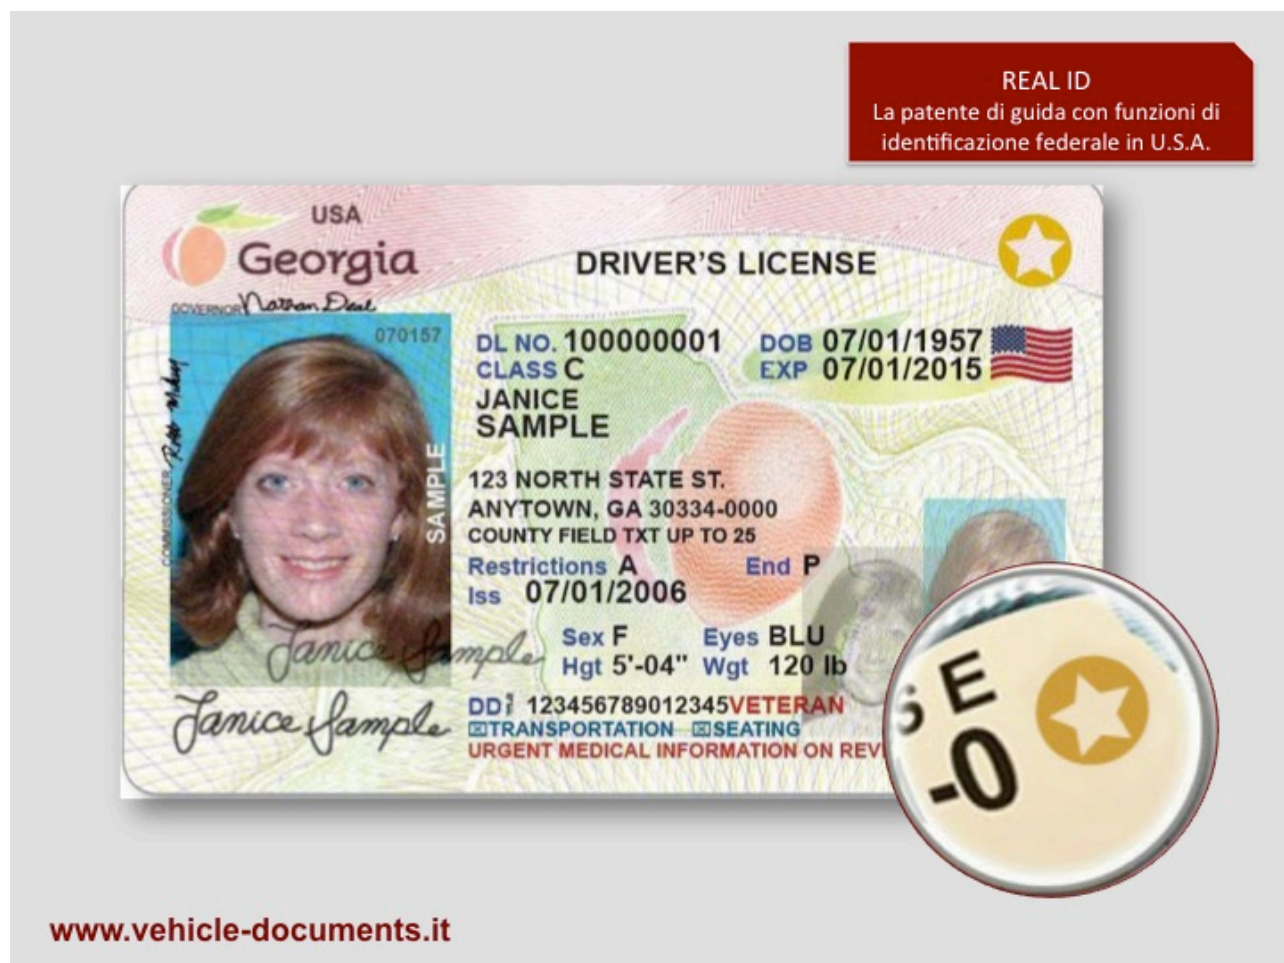 REAL ID
La patente di guida con funzioni di
identificazione federale in U.S.A.
USA
Georgia
DRIVER'S LICENSE
GOVERNOR Nathan Deal
070157
DL NO. 100000001
DOB 07/01/1957
CLASS C
EXP 07/01/2015
JANICE
SAMPLE
COMMISSIONER
SAMPLE
123 NORTH STATE ST.
ANYTOWN, GA 30334-0000
COUNTY FIELD TXT UP TO 25
Restrictions A End P
Iss 07/01/2006
Sex F Eyes BLU
Hgt 5'-04" Wgt 120 lb
Janice Sample
Janice Sample
DD 123456789012345 VETERAN
TRANSPORTATION SEATING
URGENT MEDICAL INFORMATION ON REV
S E
-0
www.vehicle-documents.it